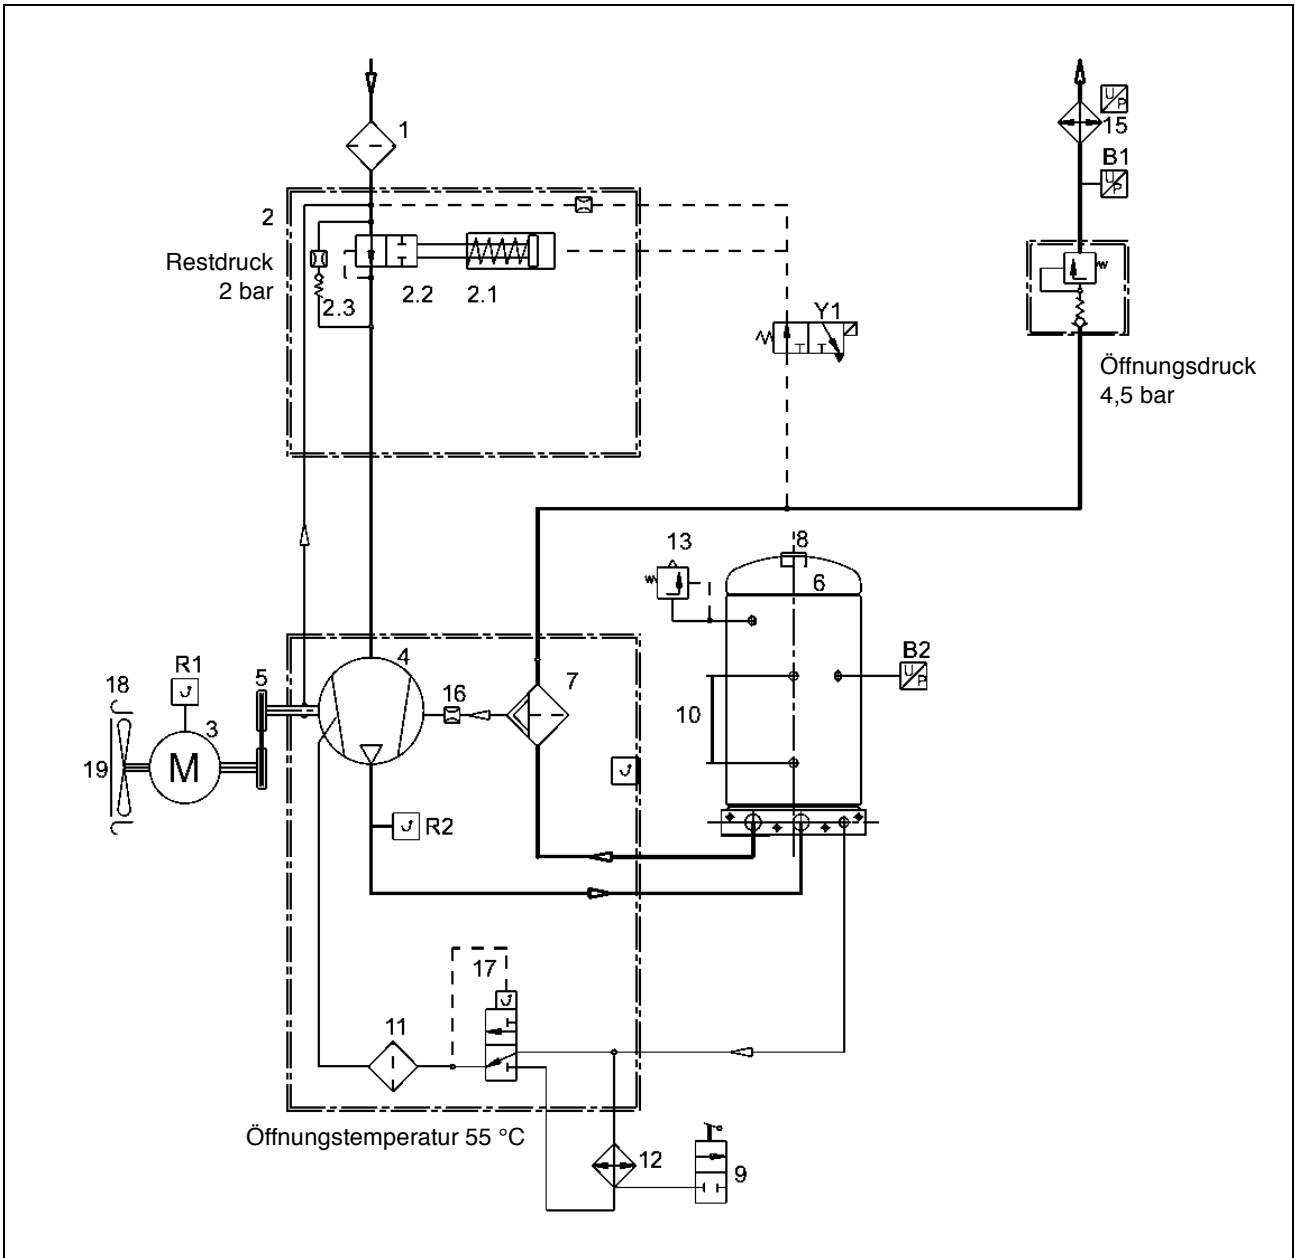 U/P
1
15
B1
U/P
2
Restdruck
2 bar
2.3
2.2
2.1
Y1
Öffnungsdruck
4,5 bar
13
8
6
R1
5
4
18
16
7
B2
U/P
3
10
19
M
R2
17
11
Öffnungstemperatur 55 °C
12
9